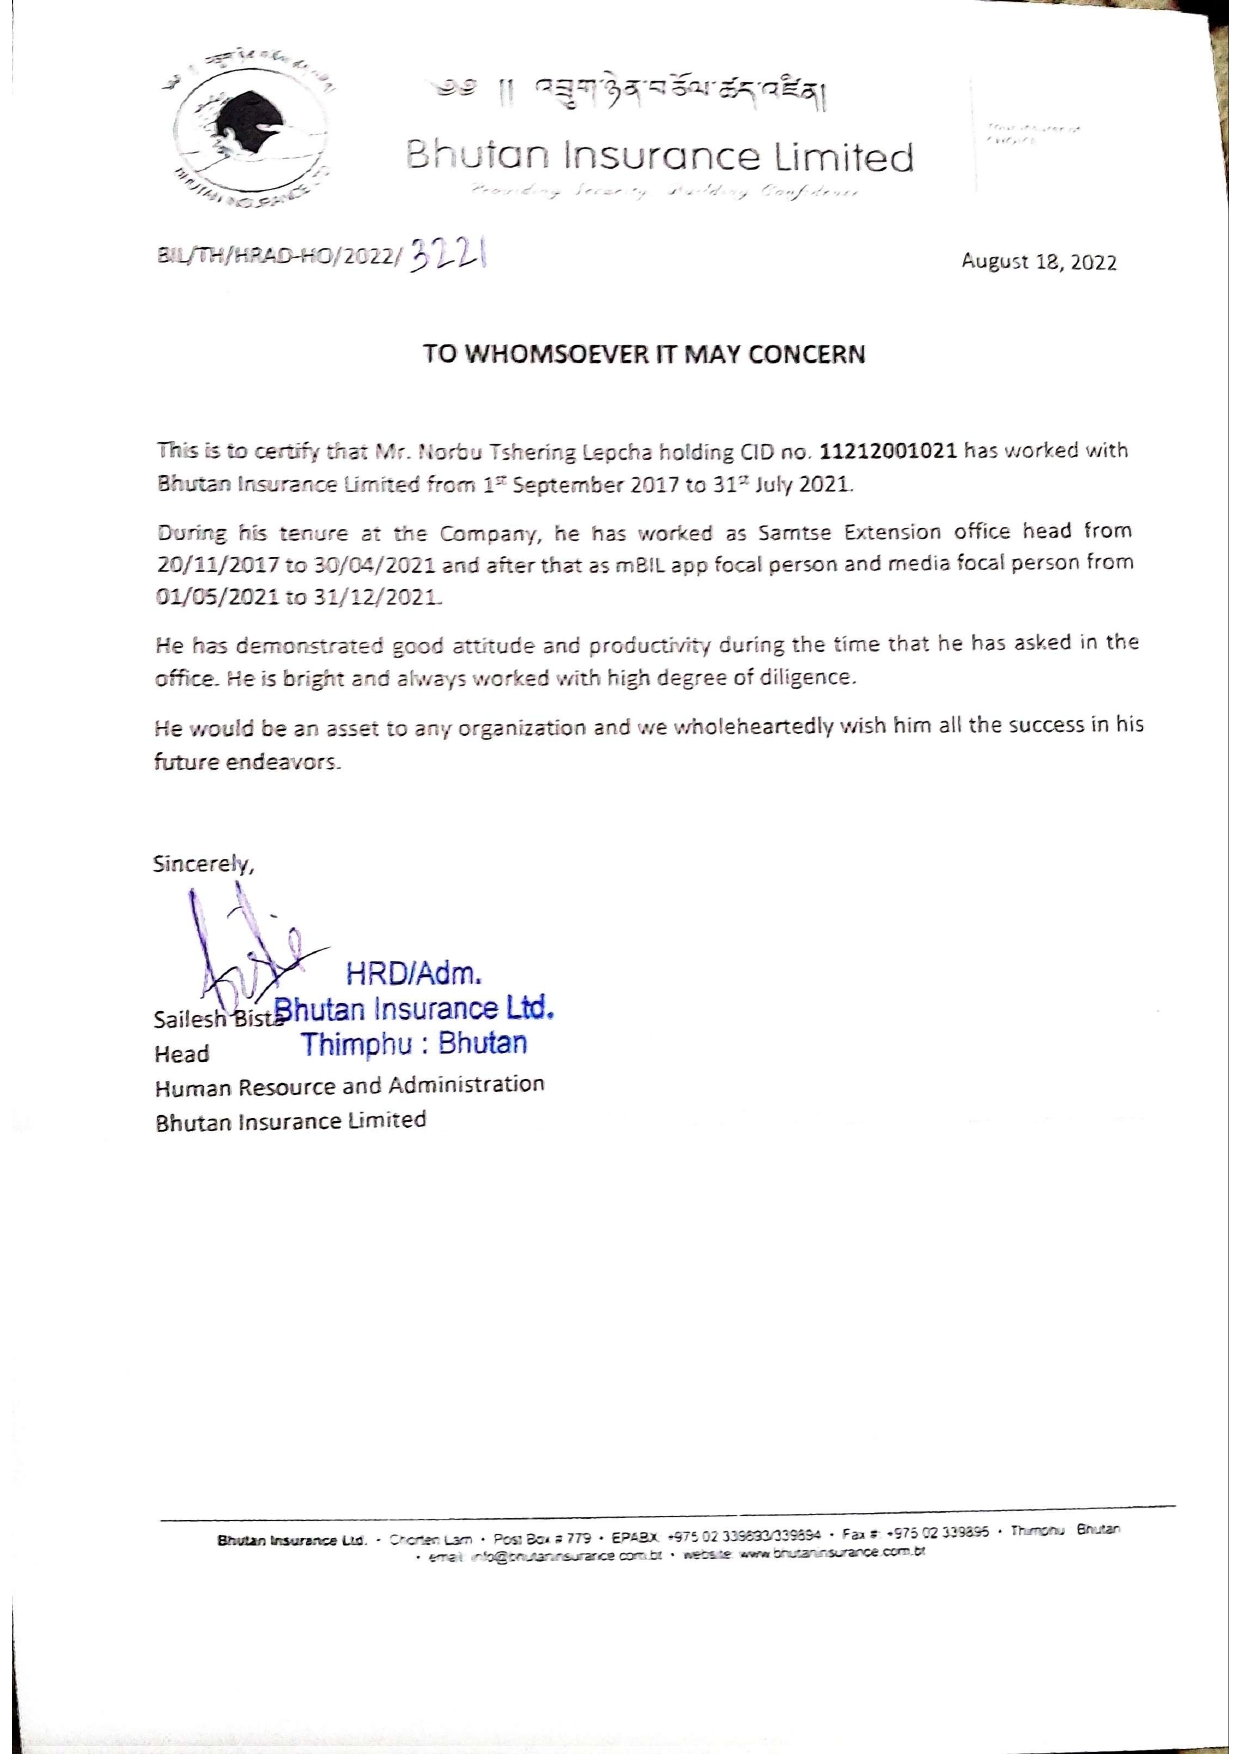 ༄༅ །། འབྲུག་ཉེན་བཅོལ་ཚད་འཛིན།
Bhutan Insurance Limited
Providing Security Building Confidence
BHUTAN INSURANCE LTD
BIL/TH/HRAD-HO/2022/ 3221
August 18, 2022
TO WHOMSOEVER IT MAY CONCERN
This is to certify that Mr. Norbu Tshering Lepcha holding CID no. 11212001021 has worked with
Bhutan Insurance Limited from 1st September 2017 to 31st July 2021.
During his tenure at the Company, he has worked as Samtse Extension office head from
20/11/2017 to 30/04/2021 and after that as mBIL app focal person and media focal person from
01/05/2021 to 31/12/2021.
He has demonstrated good attitude and productivity during the time that he has asked in the
office. He is bright and always worked with high degree of diligence.
He would be an asset to any organization and we wholeheartedly wish him all the success in his
future endeavors.
Sincerely,
HRD/Adm.
Bhutan Insurance Ltd.
Thimphu : Bhutan
Sailesh Bista
Head
Human Resource and Administration
Bhutan Insurance Limited
Bhutan Insurance Ltd. • Chorten Lam • Post Box # 779 • EPABX +975 02 339893/339894 • Fax #: +975 02 339895 • Thimphu Bhutan
• email info@bhutaninsurance.com.bt • website www.bhutaninsurance.com.bt